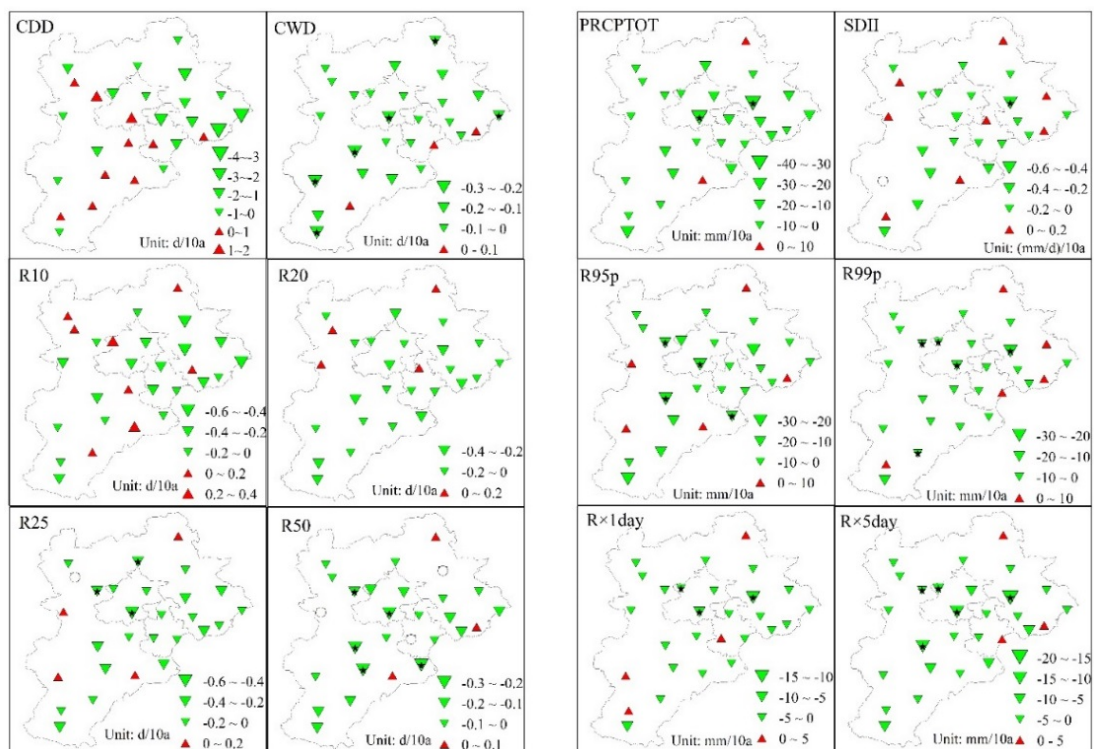 CDD
-4~-3
-3~-2
-2~-1
-1~0
0~1
1~2
Unit: d/10a
CWD
-0.3 ~ -0.2
-0.2 ~ -0.1
-0.1 ~ 0
0 - 0.1
Unit: d/10a
PRCPTOT
-40 ~ -30
-30 ~ -20
-20 ~ -10
-10 ~ 0
0 ~ 10
Unit: mm/10a
SDII
-0.6 ~ -0.4
-0.4 ~ -0.2
-0.2 ~ 0
0 ~ 0.2
Unit: (mm/d)/10a
R10
-0.6 ~ -0.4
-0.4 ~ -0.2
-0.2 ~ 0
0 ~ 0.2
0.2 ~ 0.4
Unit: d/10a
R20
-0.4 ~ -0.2
-0.2 ~ 0
0 ~ 0.2
Unit: d/10a
R95p
-30 ~ -20
-20 ~ -10
-10 ~ 0
0 ~ 10
Unit: mm/10a
R99p
-30 ~ -20
-20 ~ -10
-10 ~ 0
0 ~ 10
Unit: mm/10a
R25
-0.6 ~ -0.4
-0.4 ~ -0.2
-0.2 ~ 0
0 ~ 0.2
Unit: d/10a
R50
-0.3 ~ -0.2
-0.2 ~ -0.1
-0.1 ~ 0
0 ~ 0.1
Unit: d/10a
R×1day
-15 ~ -10
-10 ~ -5
-5 ~ 0
0 ~ 5
Unit: mm/10a
R×5day
-20 ~ -15
-15 ~ -10
-10 ~ -5
-5 ~ 0
0 - 5
Unit: mm/10a